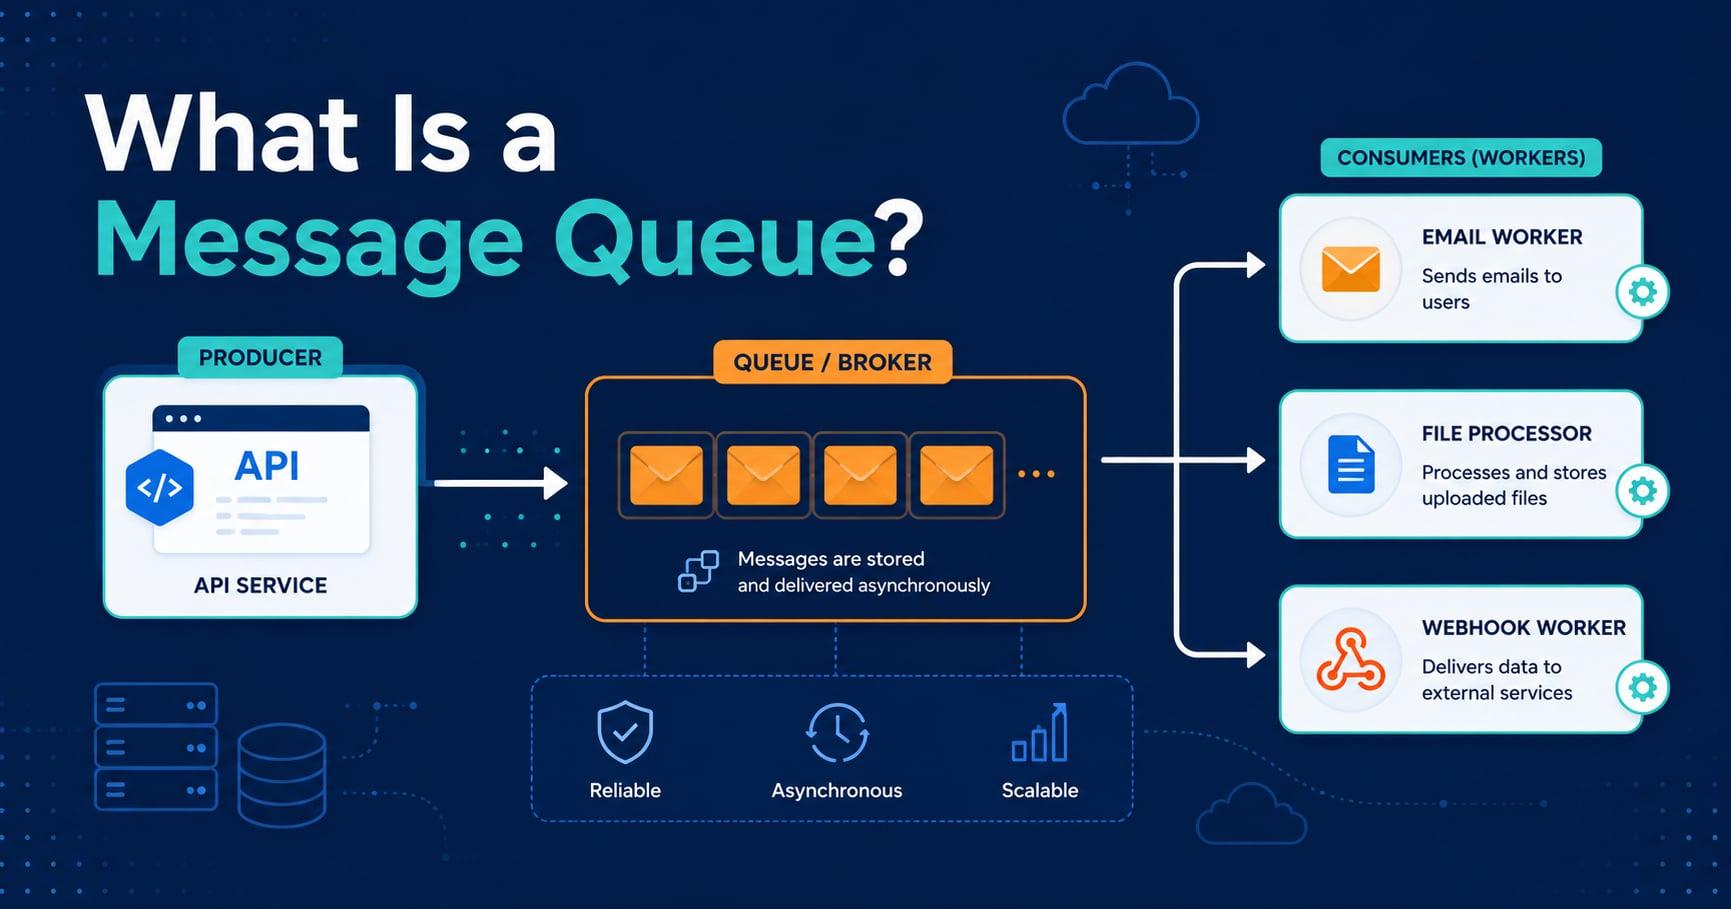 What Is a
Message Queue?
PRODUCER
</>
API
API SERVICE
QUEUE / BROKER
Messages are stored
and delivered asynchronously
Reliable
Asynchronous
Scalable
CONSUMERS (WORKERS)
EMAIL WORKER
Sends emails to
users
FILE PROCESSOR
Processes and stores
uploaded files
WEBHOOK WORKER
Delivers data to
external services